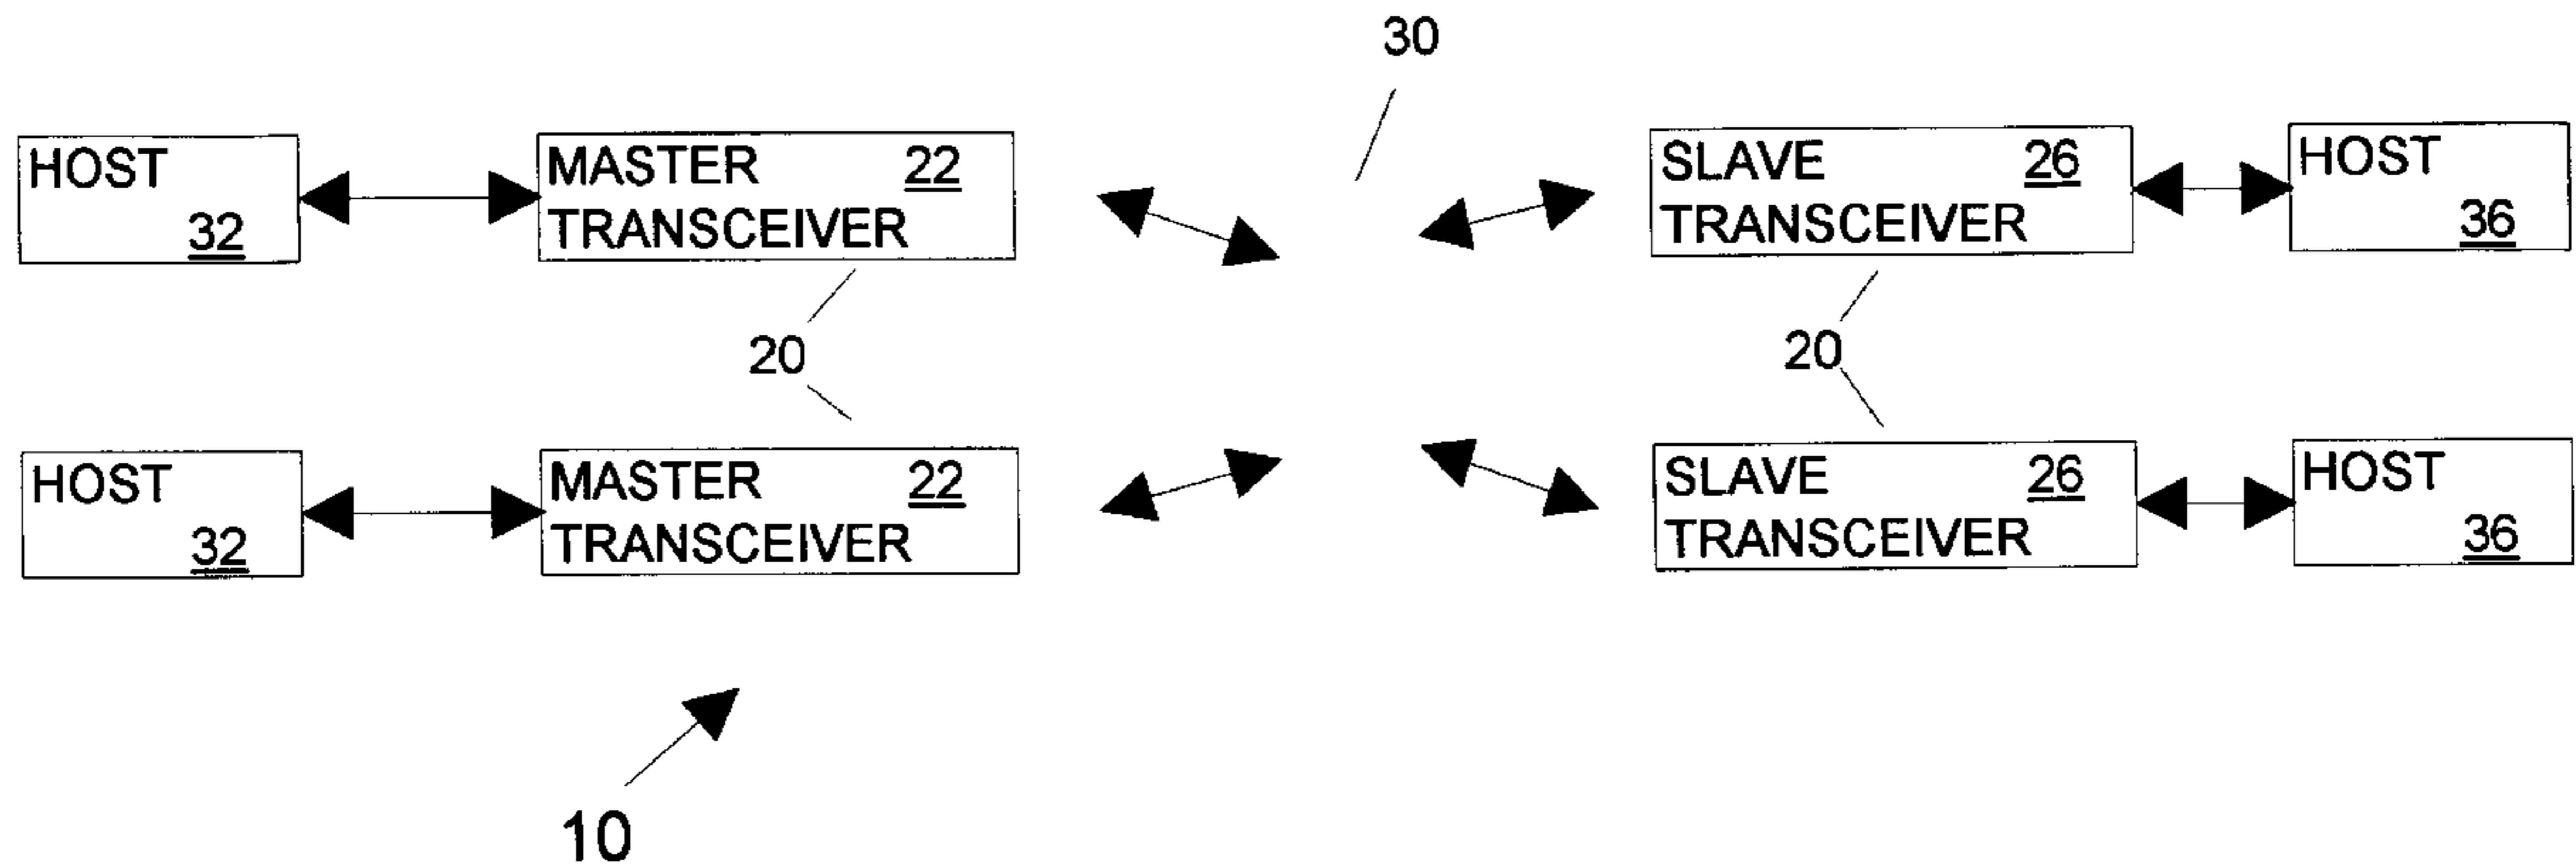 30
HOST
32
MASTER 22
TRANSCEIVER
SLAVE 26
TRANSCEIVER
HOST
36
20
20
HOST
32
MASTER 22
TRANSCEIVER
SLAVE 26
TRANSCEIVER
HOST
36
10